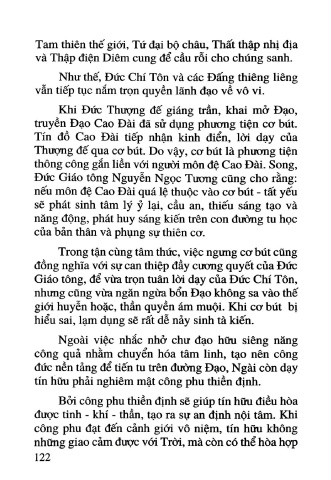 Tam thiên thế giới, Tứ đại bộ châu, Thất thập nhị địa
và Thập điện Diêm cung để cầu rỗi cho chúng sanh.
Như thế, Đức Chí Tôn và các Đấng thiêng liêng
vẫn tiếp tục nắm trọn quyền lãnh đạo về vô vi.
Khi Đức Thượng đế giáng trần, khai mở Đạo,
truyền Đạo Cao Đài đã sử dụng phương tiện cơ bút.
Tín đồ Cao Đài tiếp nhận kinh điển, lời dạy của
Thượng đế qua cơ bút. Do vậy, cơ bút là phương tiện
thông công gắn liền với người môn đệ Cao Đài. Song,
Đức Giáo tông Nguyễn Ngọc Tương cũng cho rằng:
nếu môn đệ Cao Đài quá lệ thuộc vào cơ bút - tất yếu
sẽ phát sinh tâm lý ỷ lại, cầu an, thiếu sáng tạo và
năng động, phát huy sáng kiến trên con đường tu học
của bản thân và phụng sự thiên cơ.
Trong tận cùng tâm thức, việc ngưng cơ bút cũng
đồng nghĩa với sự can thiệp đầy cương quyết của Đức
Giáo tông, để vừa trọn tuân lời dạy của Đức Chí Tôn,
nhưng cũng vừa ngăn ngừa bổn Đạo không sa vào thế
giới huyễn hoặc, thần quyền ám muội. Khi cơ bút bị
hiểu sai, lạm dụng sẽ rất dễ nảy sinh tà kiến.
Ngoài việc nhắc nhở chư đạo hữu siêng năng
công quả nhằm chuyển hóa tâm linh, tạo nên công
đức nền tảng để tiến tu trên đường Đạo, Ngài còn dạy
tín hữu phải nghiêm mật công phu thiền định.
Bởi công phu thiền định sẽ giúp tín hữu điều hòa
được tinh - khí - thần, tạo ra sự an định nội tâm. Khi
công phu đạt đến cảnh giới vô niệm, tín hữu không
những giao cảm được với Trời, mà còn có thể hòa hợp
122